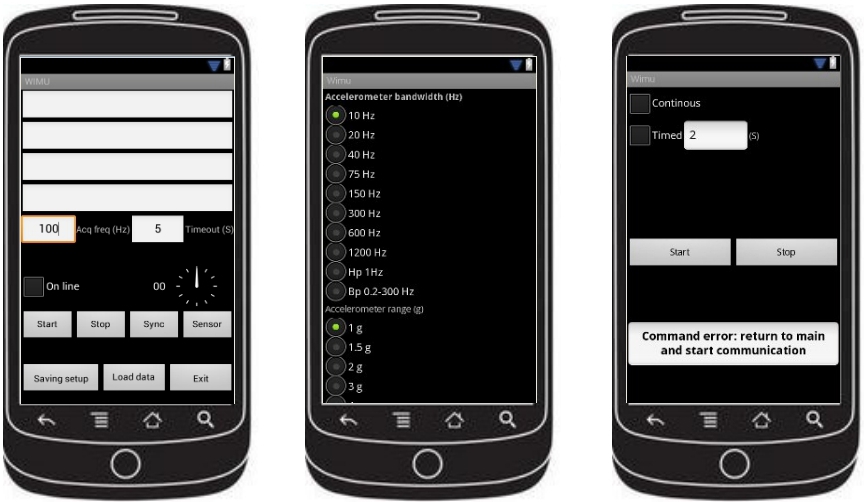 WIMU
100 Acq freq (Hz) 5 Timeout (S)
On line 00
Start Stop Sync Sensor
Saving setup Load data Exit
Wimu
Accelerometer bandwidth (Hz)
10 Hz
20 Hz
40 Hz
75 Hz
150 Hz
300 Hz
600 Hz
1200 Hz
Hp 1Hz
Bp 0.2-300 Hz
Accelerometer range (g)
1 g
1.5 g
2 g
3 g
Wimu
Continous
Timed 2 (S)
Start Stop
Command error: return to main
and start communication